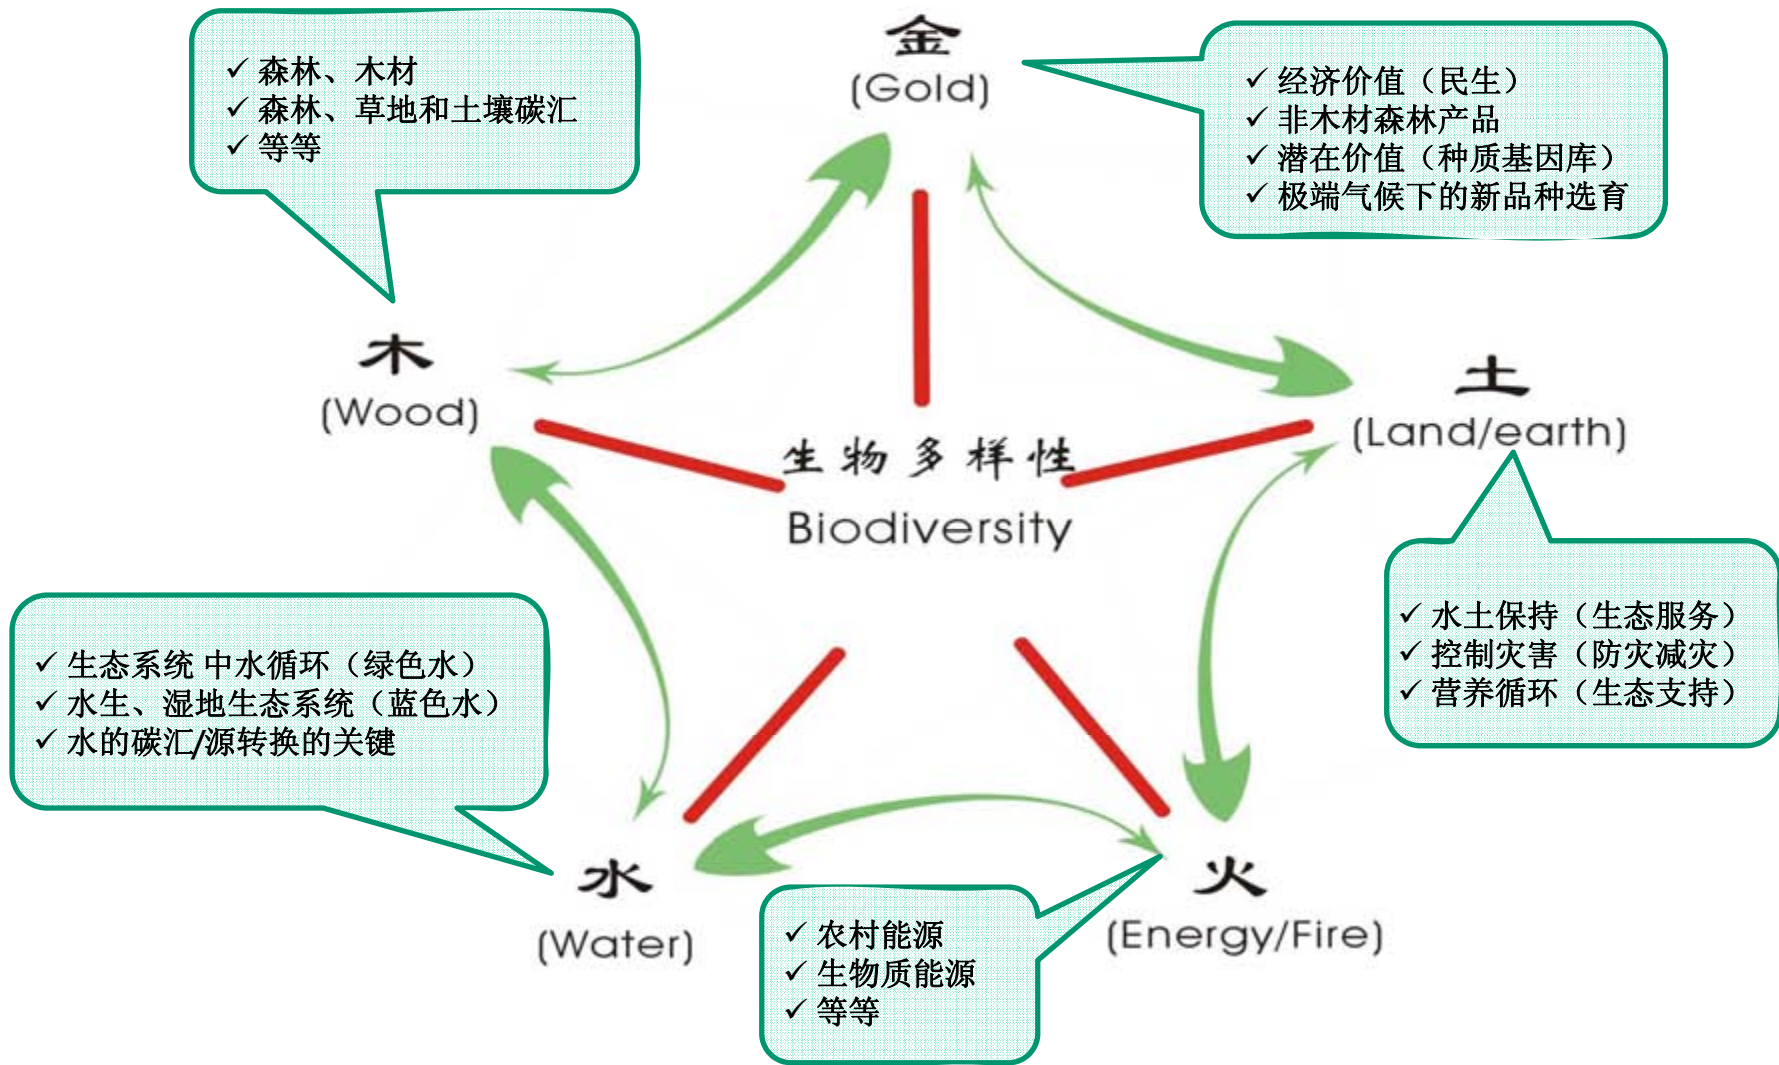 金
(Gold)
✓ 森林、木材
✓ 森林、草地和土壤碳汇
✓ 等等
✓ 经济价值（民生）
✓ 非木材森林产品
✓ 潜在价值（种质基因库）
✓ 极端气候下的新品种选育
木
(Wood)
土
(Land/earth)
生物多样性
Biodiversity
✓ 生态系统 中水循环（绿色水）
✓ 水生、湿地生态系统（蓝色水）
✓ 水的碳汇/源转换的关键
✓ 水土保持（生态服务）
✓ 控制灾害（防灾减灾）
✓ 营养循环（生态支持）
水
(Water)
火
(Energy/Fire)
✓ 农村能源
✓ 生物质能源
✓ 等等